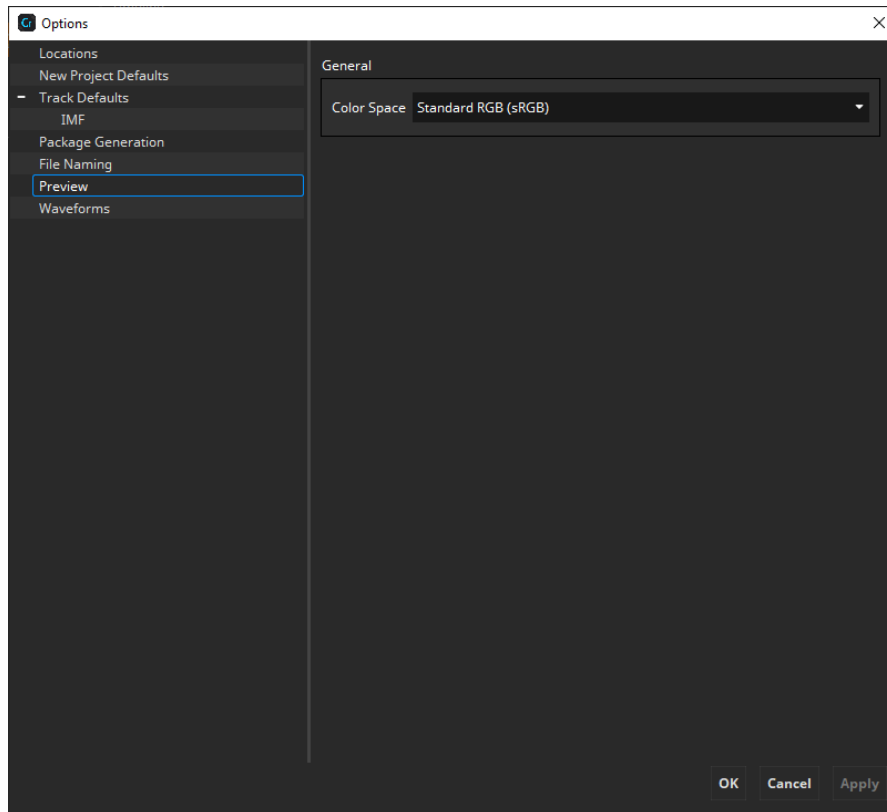 Cr Options
Locations
New Project Defaults
Track Defaults
IMF
Package Generation
File Naming
Preview
Waveforms
General
Color Space Standard RGB (sRGB)
OK Cancel Apply